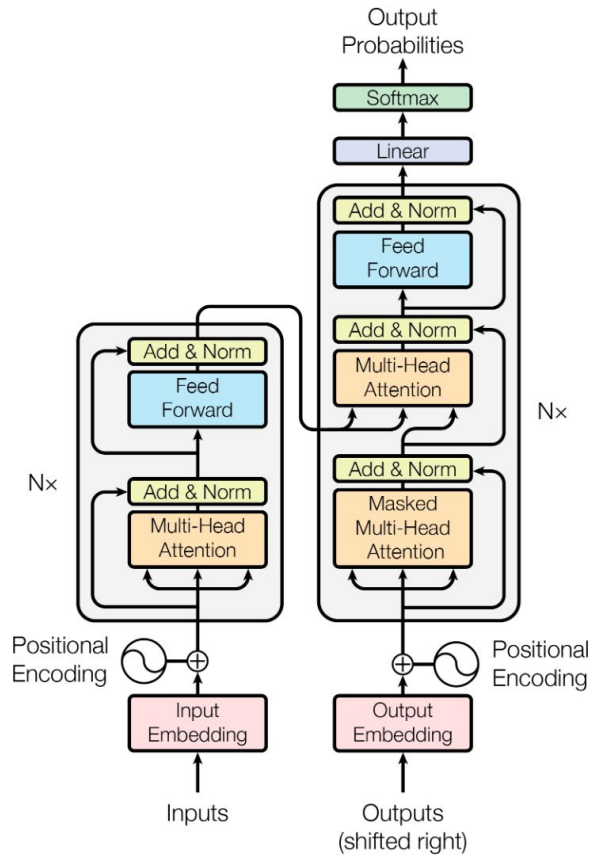 Output
Probabilities
Softmax
Linear
Add & Norm
Feed
Forward
Add & Norm
Multi-Head
Attention
Add & Norm
Masked
Multi-Head
Attention
N×
Add & Norm
Feed
Forward
Add & Norm
Multi-Head
Attention
N×
Positional
Encoding
Positional
Encoding
Input
Embedding
Output
Embedding
Inputs
Outputs
(shifted right)